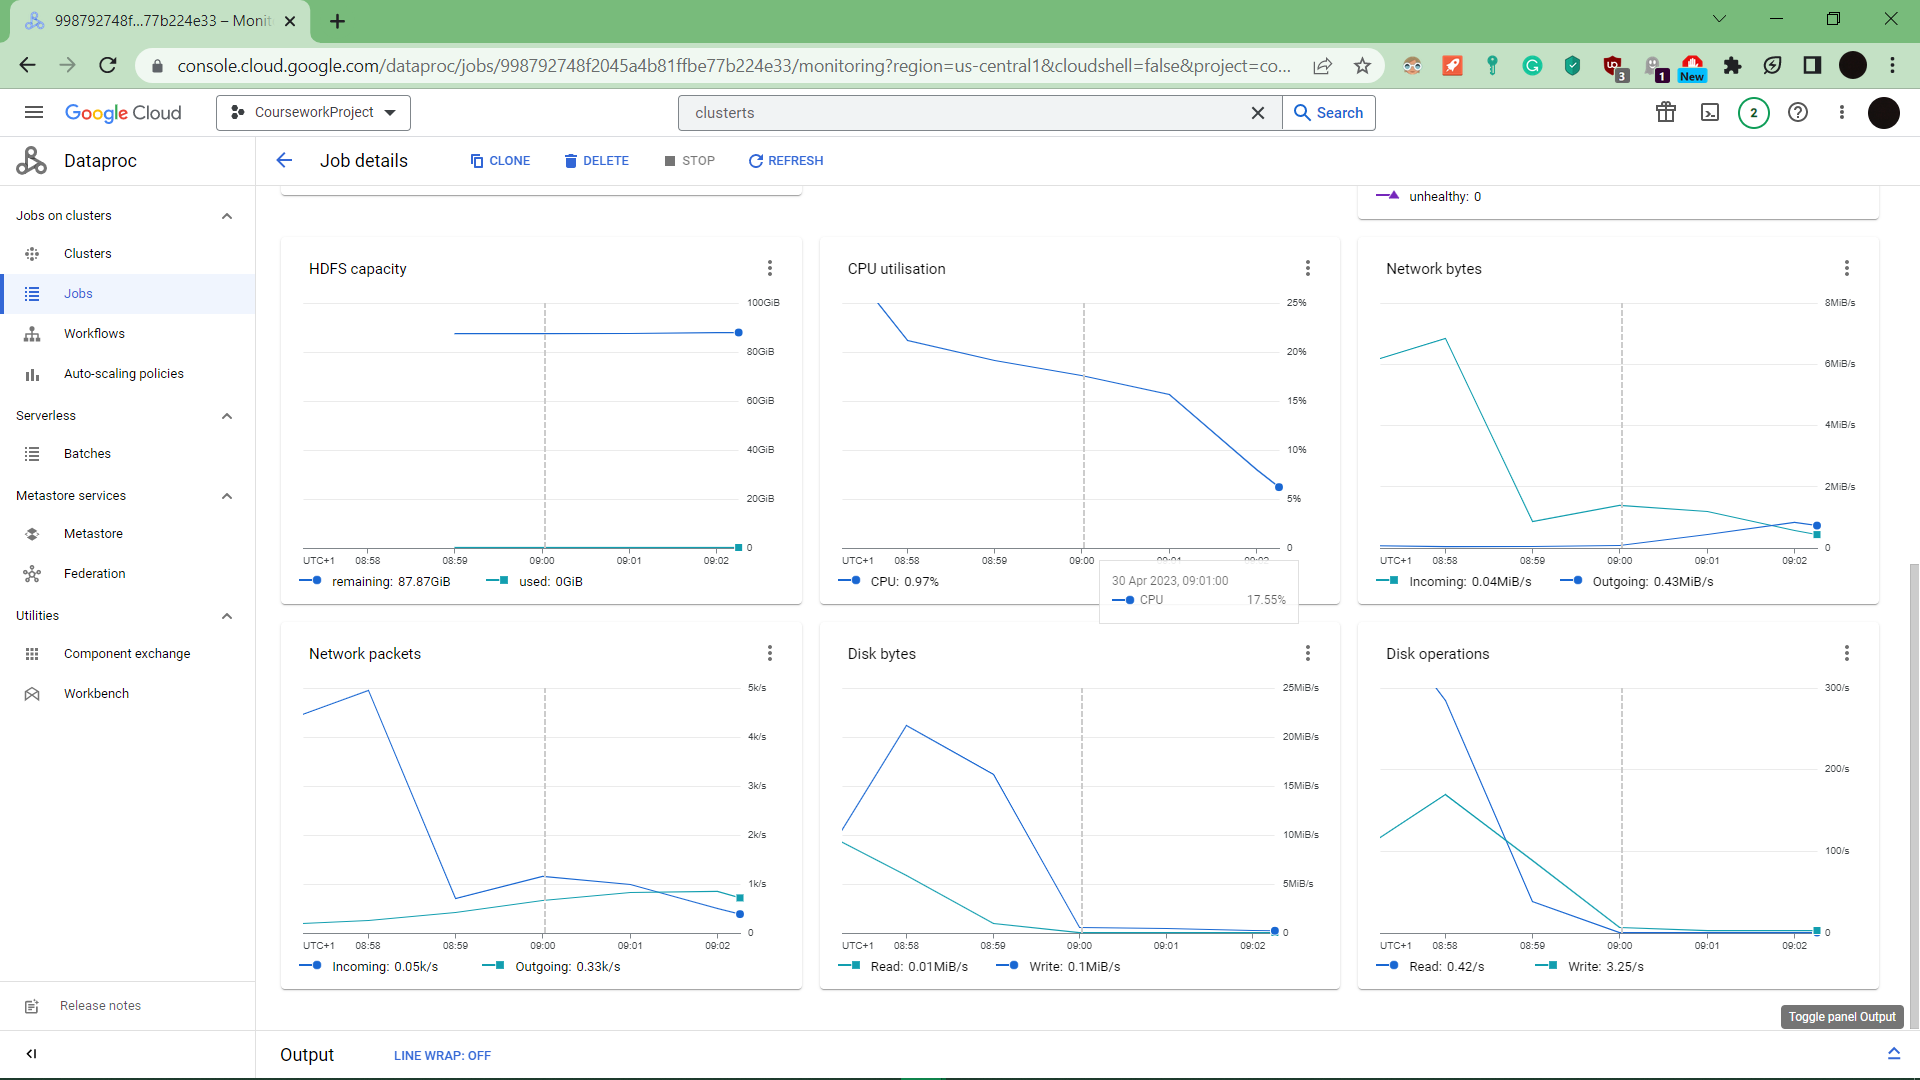 998792748f...77b224e33 – Moni
console.cloud.google.com/dataproc/jobs/998792748f2045a4b81ffbe77b224e33/monitoring?region=us-central1&cloudshell=false&project=co...
3
1
New
Google Cloud
CourseworkProject
clusterts
Search
2
Dataproc
Job details
CLONE
DELETE
STOP
REFRESH
Jobs on clusters
Clusters
Jobs
Workflows
Auto-scaling policies
Serverless
Batches
Metastore services
Metastore
Federation
Utilities
Component exchange
Workbench
Release notes
unhealthy: 0
HDFS capacity
100GiB
80GiB
60GiB
40GiB
20GiB
0
UTC+1 08:58 08:59 09:00 09:01 09:02
remaining: 87.87GiB used: 0GiB
CPU utilisation
25%
20%
15%
10%
5%
0
UTC+1 08:58 08:59 09:00 09:01 09:02
CPU: 0.97%
30 Apr 2023, 09:01:00
CPU 17.55%
Network bytes
8MiB/s
6MiB/s
4MiB/s
2MiB/s
0
UTC+1 08:58 08:59 09:00 09:01 09:02
Incoming: 0.04MiB/s Outgoing: 0.43MiB/s
Network packets
5k/s
4k/s
3k/s
2k/s
1k/s
0
UTC+1 08:58 08:59 09:00 09:01 09:02
Incoming: 0.05k/s Outgoing: 0.33k/s
Disk bytes
25MiB/s
20MiB/s
15MiB/s
10MiB/s
5MiB/s
0
UTC+1 08:58 08:59 09:00 09:01 09:02
Read: 0.01MiB/s Write: 0.1MiB/s
Disk operations
300/s
200/s
100/s
0
UTC+1 08:58 08:59 09:00 09:01 09:02
Read: 0.42/s Write: 3.25/s
Toggle panel Output
Output
LINE WRAP: OFF